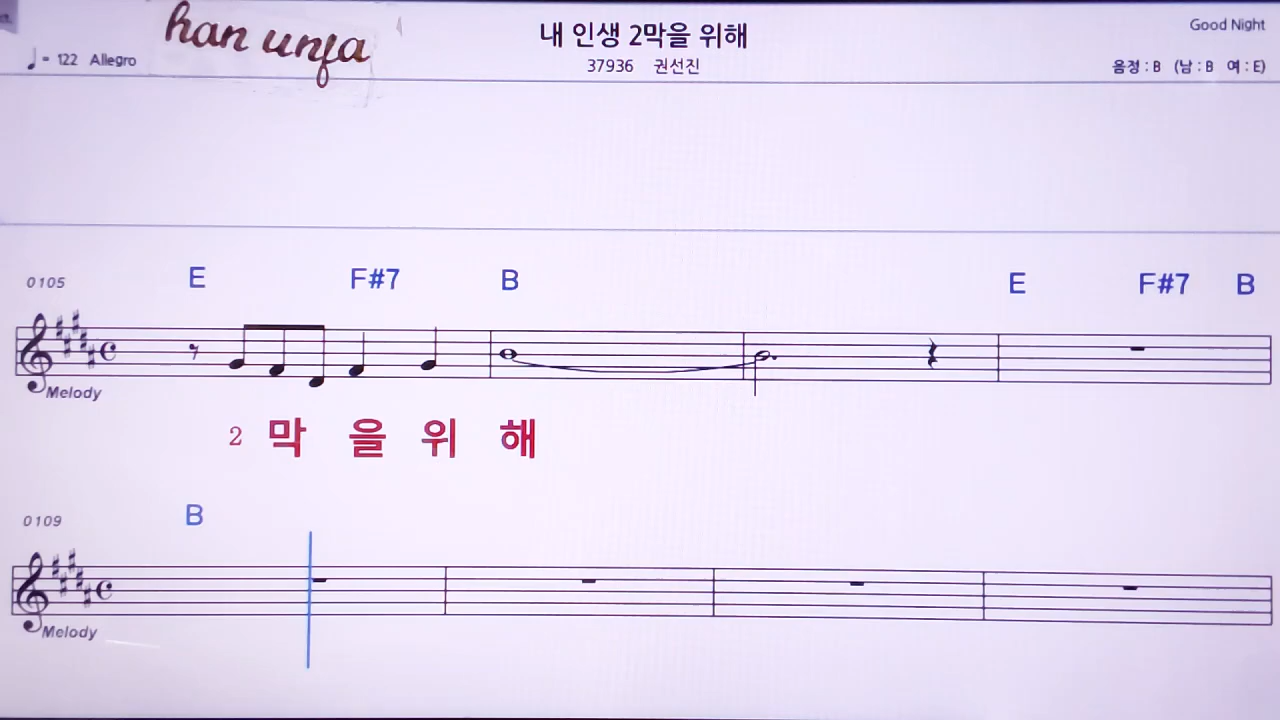 han unja
내 인생 2막을 위해
Good Night
♩ = 122 Allegro
37936 권선진
음정 : B (남 : B 여 : E)
0105
E F#7 B E F#7 B
Melody
2 막 을 위 해
0109
B
Melody